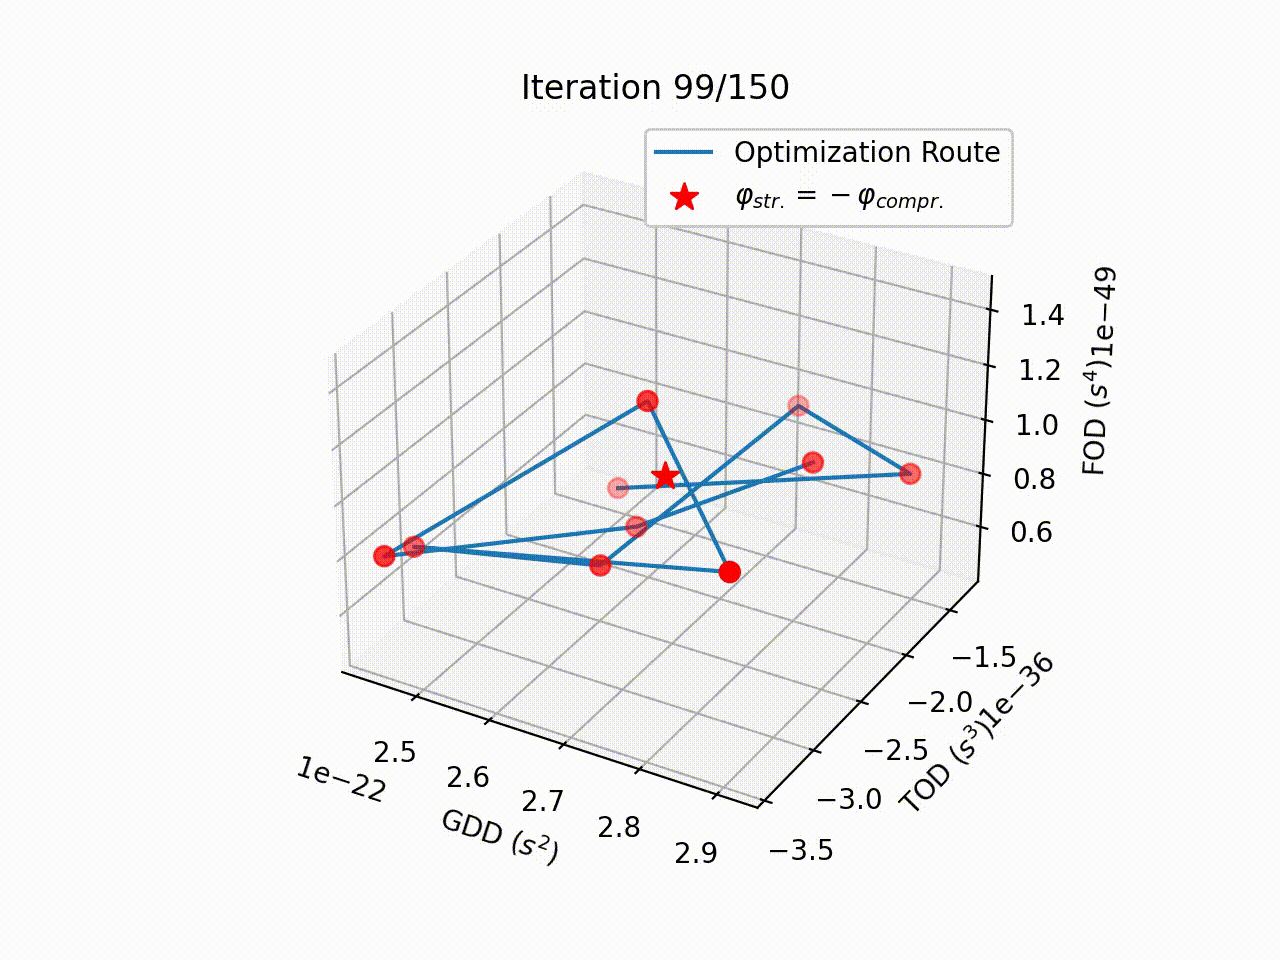 Iteration 99/150
Optimization Route
φstr. = −φcompr.
1.4
1.2
1.0
0.8
0.6
FOD (s⁴)1e−49
−1.5
−2.0
−2.5
−3.0
−3.5
TOD (s³)1e−36
2.5
2.6
2.7
2.8
2.9
1e−22
GDD (s²)